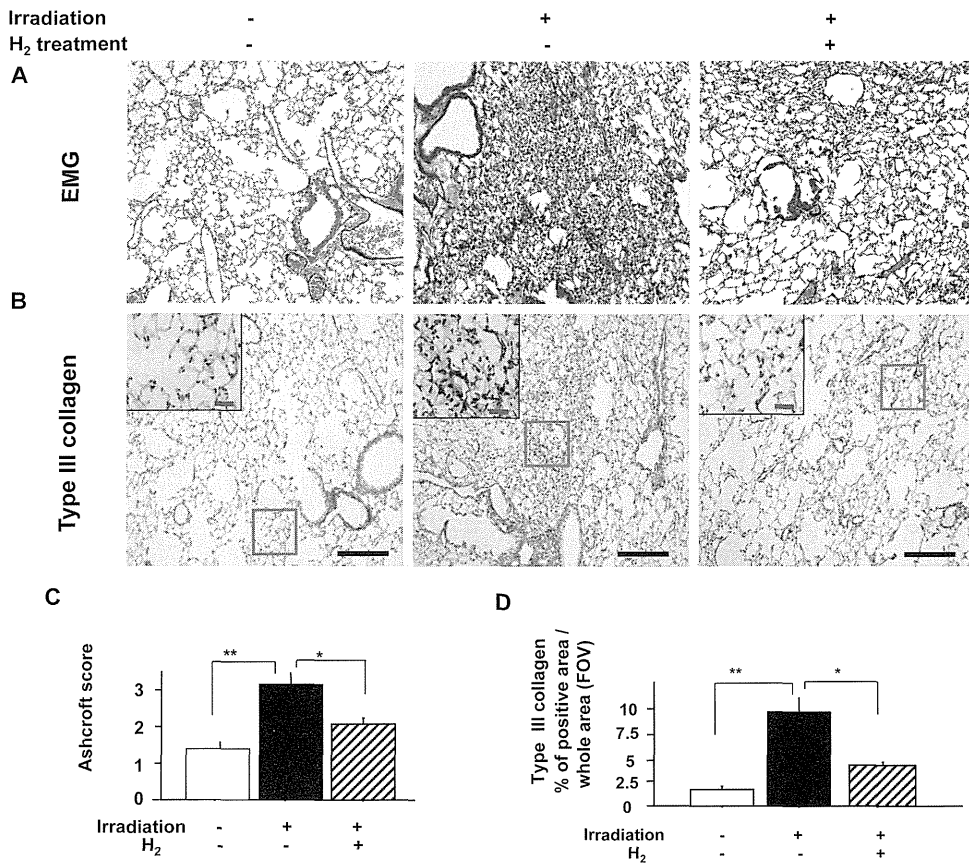 Irradiation - + +
H₂ treatment - - +
A
EMG
B
Type III collagen
C
Ashcroft score
3
2
1
0
** *
Irradiation - + +
H₂ - - +
D
Type III collagen
% of positive area /
whole area (FOV)
10
7.5
5
2.5
0
** *
Irradiation - + +
H₂ - - +